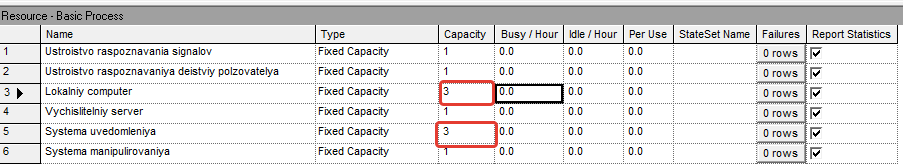 Resource - Basic Process
Name Type Capacity Busy / Hour Idle / Hour Per Use StateSet Name Failures Report Statistics
1 Ustroistvo raspoznavania signalov Fixed Capacity 1 0.0 0.0 0.0 0 rows
2 Ustroistvo raspoznavaniya deistviy polzovatelya Fixed Capacity 1 0.0 0.0 0.0 0 rows
3 Lokalniy computer Fixed Capacity 3 0.0 0.0 0.0 0 rows
4 Vychislitelniy server Fixed Capacity 1 0.0 0.0 0.0 0 rows
5 Systema uvedomleniya Fixed Capacity 3 0.0 0.0 0.0 0 rows
6 Systema manipulirovaniya Fixed Capacity 1 0.0 0.0 0.0 0 rows